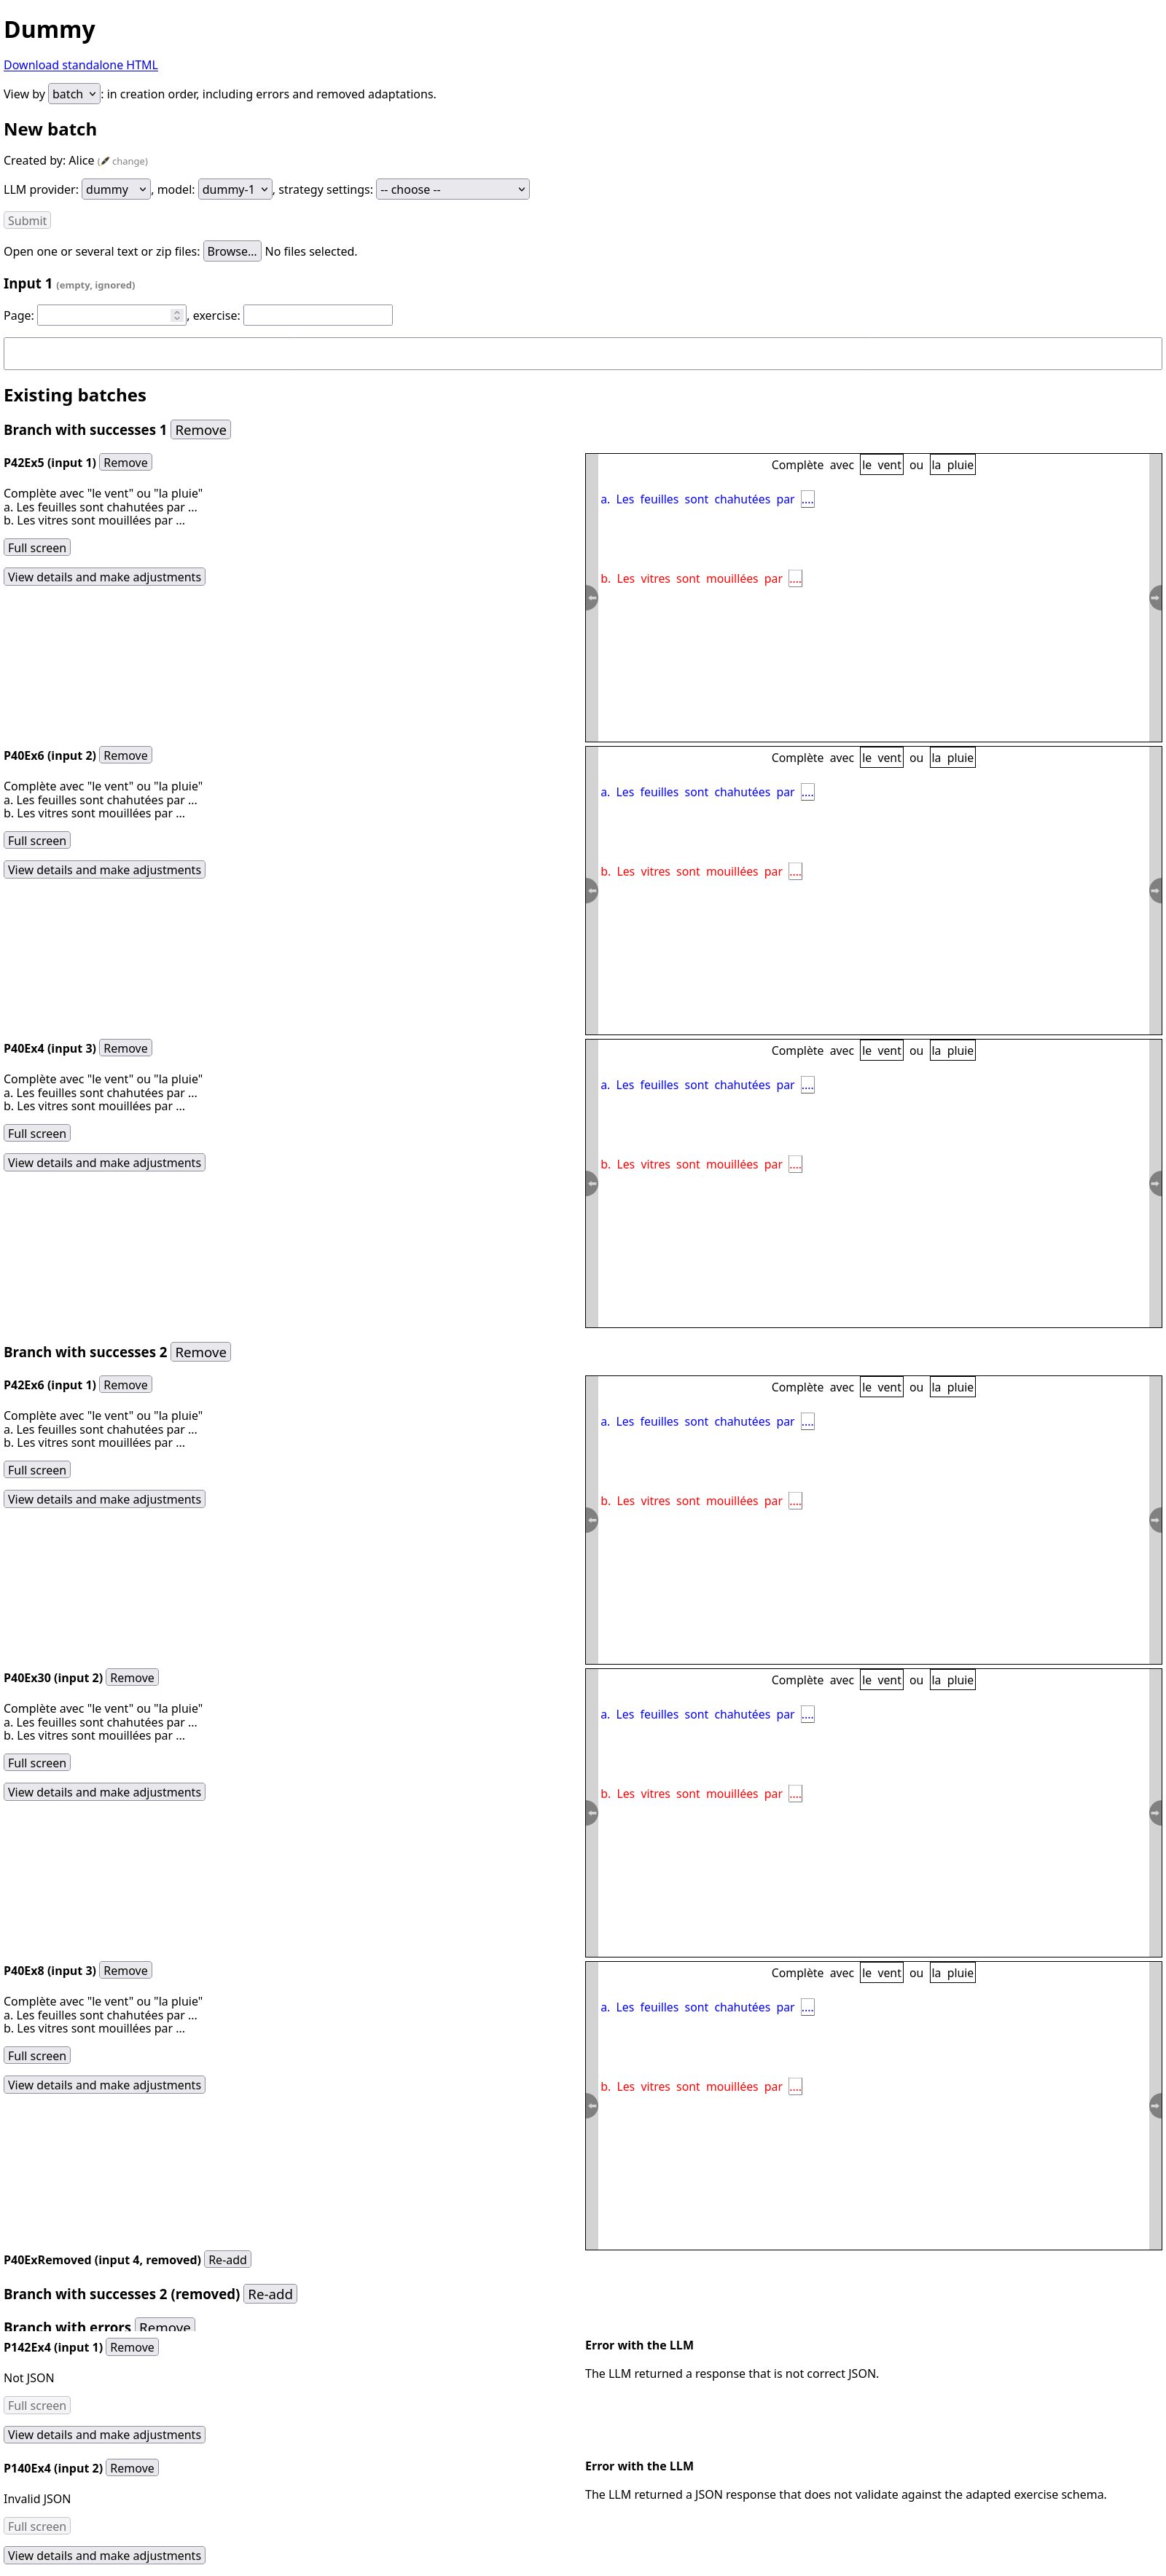 Dummy
Download standalone HTML
View by batch : in creation order, including errors and removed adaptations.
New batch
Created by: Alice (🖋 change)
LLM provider: dummy , model: dummy-1 , strategy settings: -- choose --
Submit
Open one or several text or zip files: Browse... No files selected.
Input 1 (empty, ignored)
Page: , exercise:
Existing batches
Branch with successes 1 Remove
P42Ex5 (input 1) Remove
Complète avec "le vent" ou "la pluie"
a. Les feuilles sont chahutées par ...
b. Les vitres sont mouillées par ...
Full screen
View details and make adjustments
Complète avec le vent ou la pluie
a. Les feuilles sont chahutées par ....
b. Les vitres sont mouillées par ....
P40Ex6 (input 2) Remove
Complète avec "le vent" ou "la pluie"
a. Les feuilles sont chahutées par ...
b. Les vitres sont mouillées par ...
Full screen
View details and make adjustments
Complète avec le vent ou la pluie
a. Les feuilles sont chahutées par ....
b. Les vitres sont mouillées par ....
P40Ex4 (input 3) Remove
Complète avec "le vent" ou "la pluie"
a. Les feuilles sont chahutées par ...
b. Les vitres sont mouillées par ...
Full screen
View details and make adjustments
Complète avec le vent ou la pluie
a. Les feuilles sont chahutées par ....
b. Les vitres sont mouillées par ....
Branch with successes 2 Remove
P42Ex6 (input 1) Remove
Complète avec "le vent" ou "la pluie"
a. Les feuilles sont chahutées par ...
b. Les vitres sont mouillées par ...
Full screen
View details and make adjustments
Complète avec le vent ou la pluie
a. Les feuilles sont chahutées par ....
b. Les vitres sont mouillées par ....
P40Ex30 (input 2) Remove
Complète avec "le vent" ou "la pluie"
a. Les feuilles sont chahutées par ...
b. Les vitres sont mouillées par ...
Full screen
View details and make adjustments
Complète avec le vent ou la pluie
a. Les feuilles sont chahutées par ....
b. Les vitres sont mouillées par ....
P40Ex8 (input 3) Remove
Complète avec "le vent" ou "la pluie"
a. Les feuilles sont chahutées par ...
b. Les vitres sont mouillées par ...
Full screen
View details and make adjustments
Complète avec le vent ou la pluie
a. Les feuilles sont chahutées par ....
b. Les vitres sont mouillées par ....
P40ExRemoved (input 4, removed) Re-add
Branch with successes 2 (removed) Re-add
Branch with errors Remove
P142Ex4 (input 1) Remove
Not JSON
Full screen
View details and make adjustments
Error with the LLM
The LLM returned a response that is not correct JSON.
P140Ex4 (input 2) Remove
Invalid JSON
Full screen
View details and make adjustments
Error with the LLM
The LLM returned a JSON response that does not validate against the adapted exercise schema.